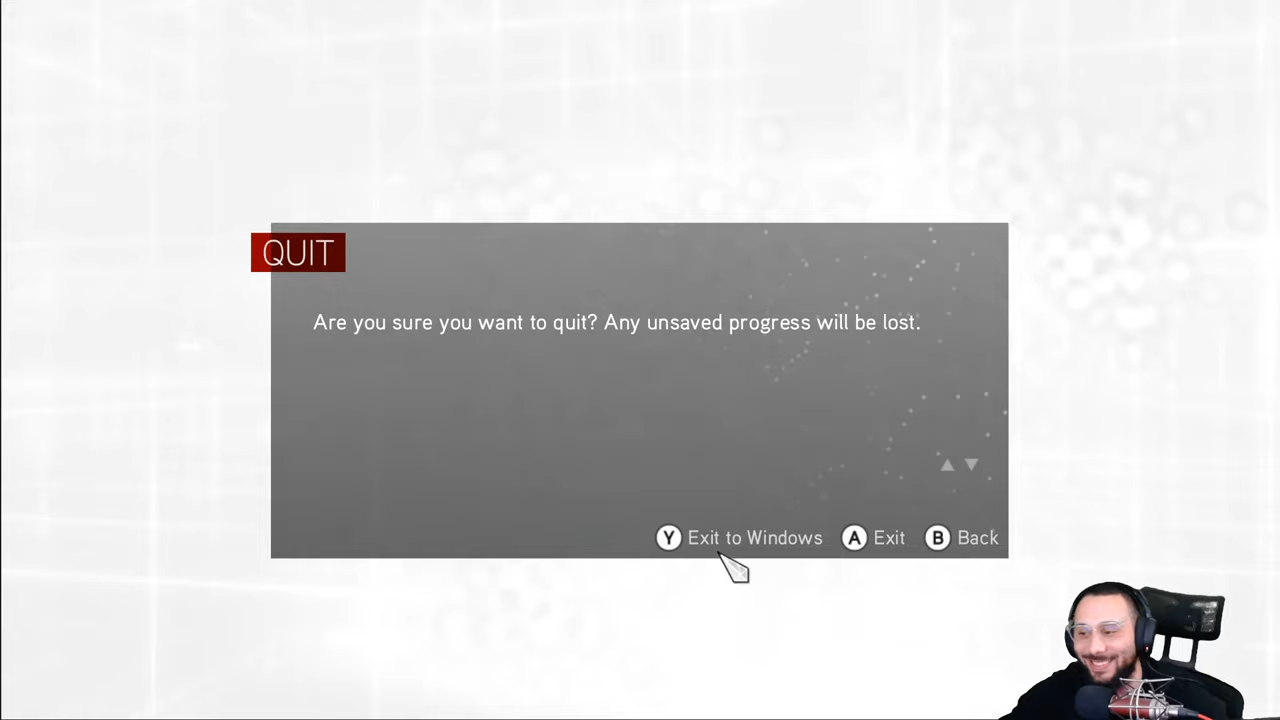 QUIT
Are you sure you want to quit? Any unsaved progress will be lost.
Y Exit to Windows A Exit B Back